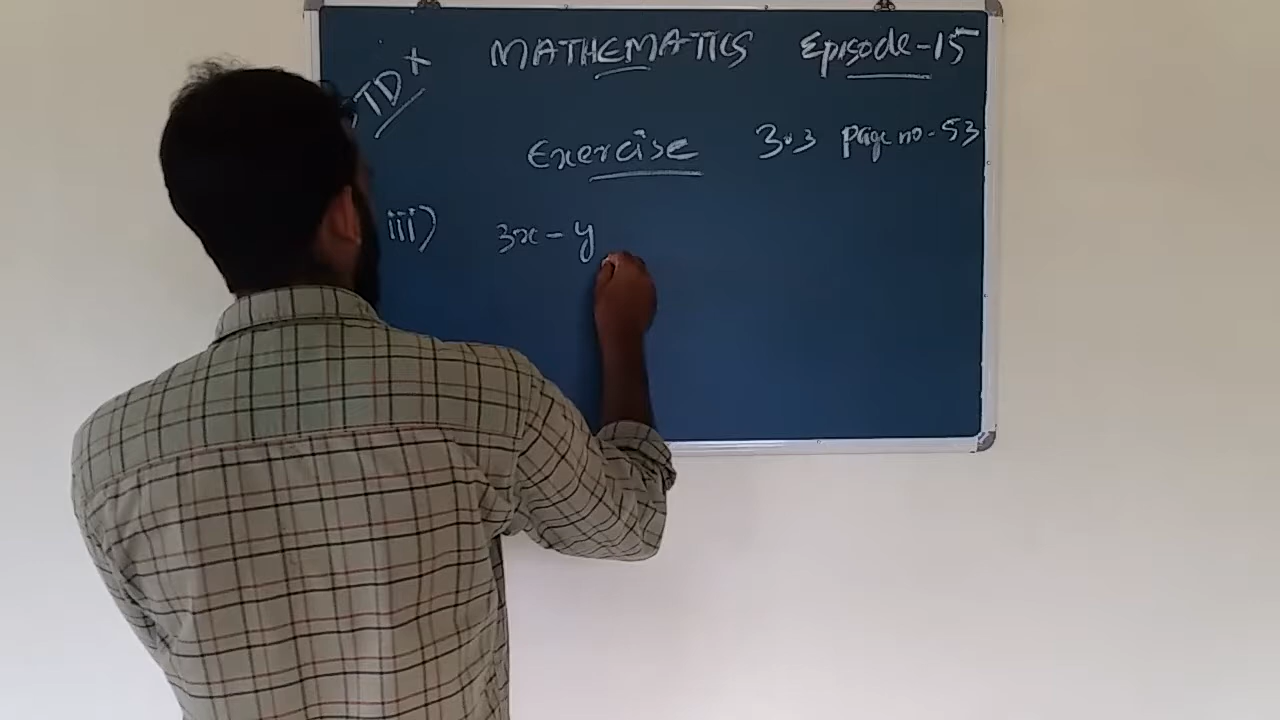 MATHEMATICS Episode-15
TD X
Exercise 3.3 page no-53
iii) 3x - y